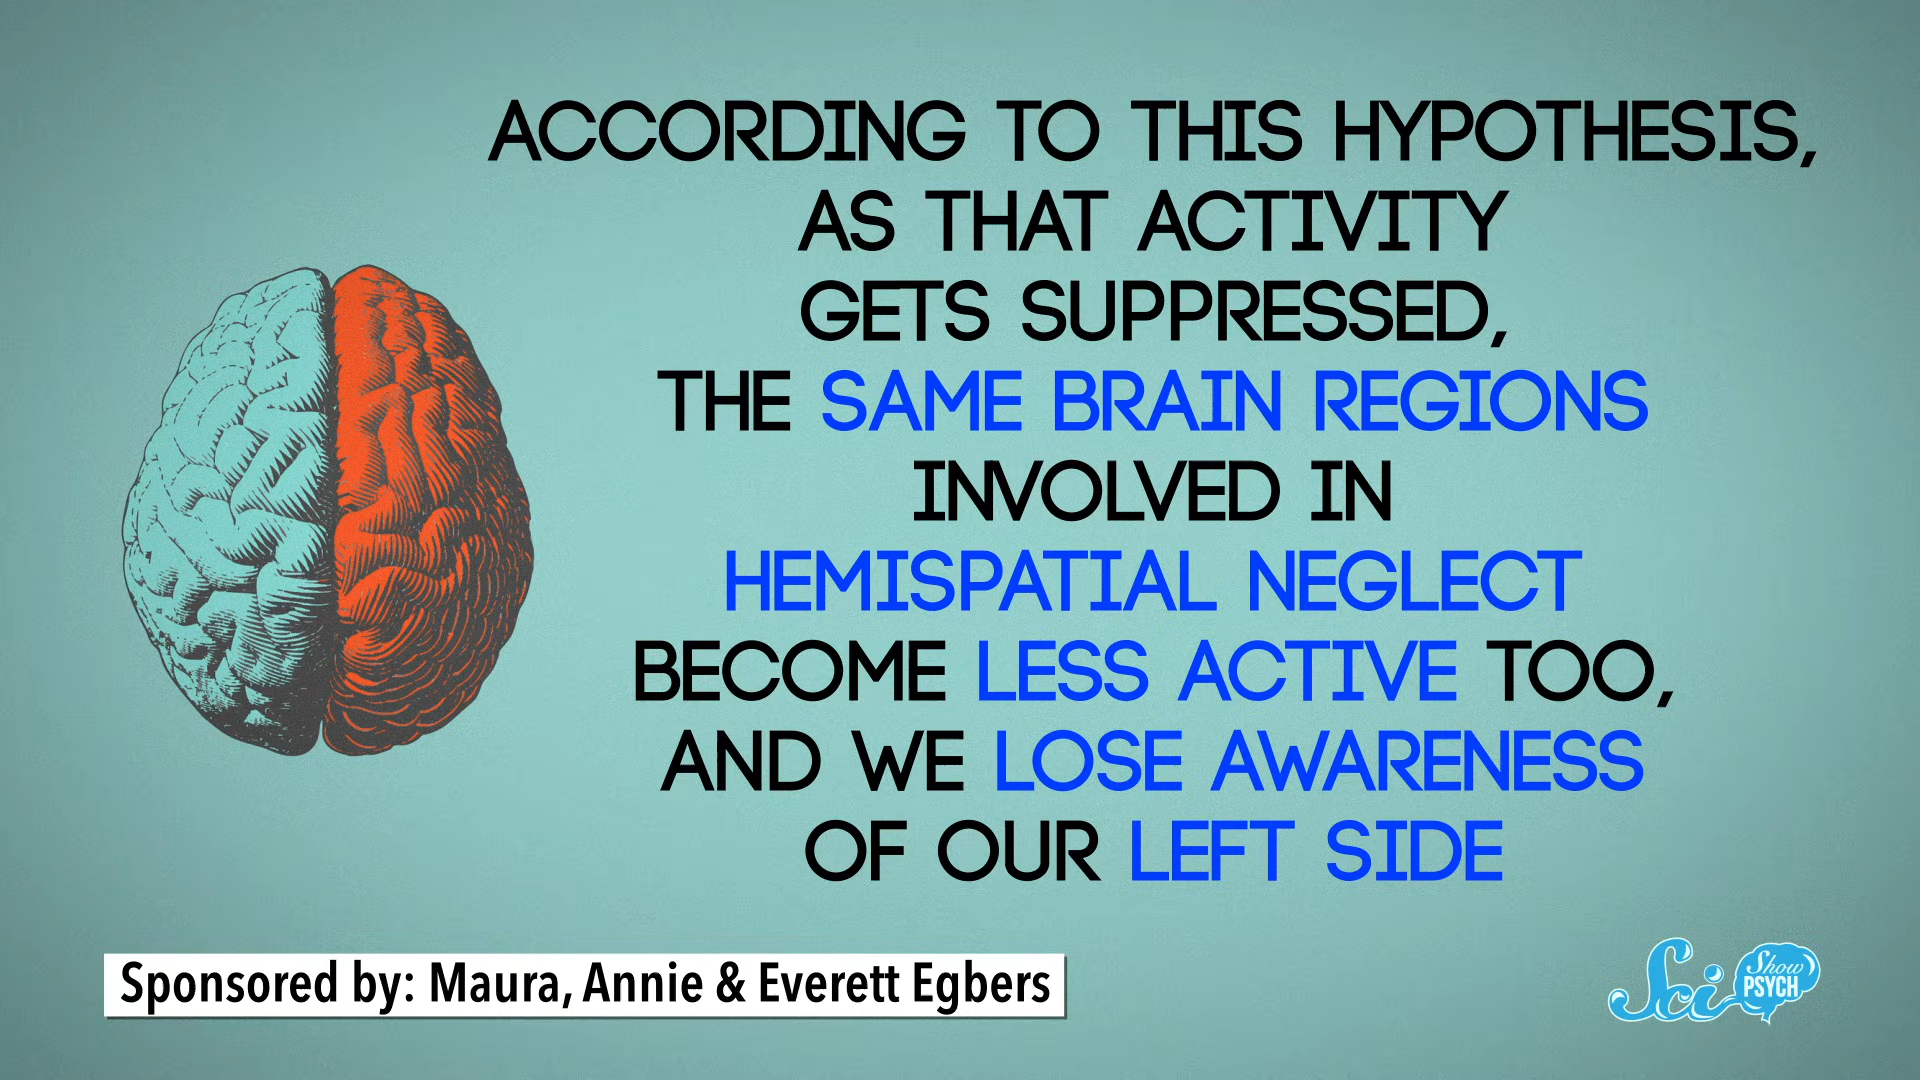 ACCORDING TO THIS HYPOTHESIS,
AS THAT ACTIVITY
GETS SUPPRESSED,
THE SAME BRAIN REGIONS
INVOLVED IN
HEMISPATIAL NEGLECT
BECOME LESS ACTIVE TOO,
AND WE LOSE AWARENESS
OF OUR LEFT SIDE
Sponsored by: Maura, Annie & Everett Egbers
Sci Show
PSYCH